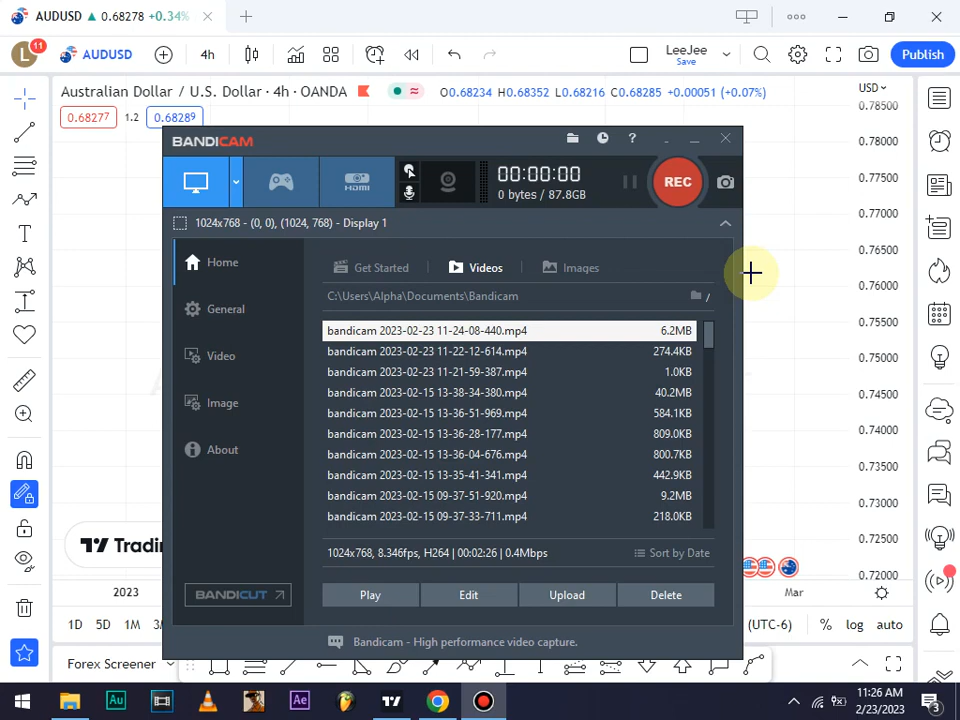 AUDUSD ▲ 0.68278 +0.34%
L 11 AUDUSD 4h LeeJee Save Publish
Australian Dollar / U.S. Dollar · 4h · OANDA O0.68234 H0.68352 L0.68216 C0.68285 +0.00051 (+0.07%) USD
0.68277 1.2 0.68289
0.78500
0.78000
0.77500
0.77000
0.76500
0.76000
0.75500
0.75000
0.74500
0.74000
0.73500
0.73000
0.72500
0.72000
BANDICAM ?
HDMI 00:00:00 REC
0 bytes / 87.8GB
1024x768 - (0, 0), (1024, 768) - Display 1
Home
General
Video
Image
About
BANDICUT
Get Started Videos Images
C:\Users\Alpha\Documents\Bandicam /
bandicam 2023-02-23 11-24-08-440.mp4 6.2MB
bandicam 2023-02-23 11-22-12-614.mp4 274.4KB
bandicam 2023-02-23 11-21-59-387.mp4 1.0KB
bandicam 2023-02-15 13-38-34-380.mp4 40.2MB
bandicam 2023-02-15 13-36-51-969.mp4 584.1KB
bandicam 2023-02-15 13-36-28-177.mp4 809.0KB
bandicam 2023-02-15 13-36-04-676.mp4 800.7KB
bandicam 2023-02-15 13-35-41-341.mp4 442.9KB
bandicam 2023-02-15 09-37-51-920.mp4 9.2MB
bandicam 2023-02-15 09-37-33-711.mp4 218.0KB
1024x768, 8.346fps, H264 | 00:02:26 | 0.4Mbps Sort by Date
Play Edit Upload Delete
Bandicam - High performance video capture.
Tradin
2023 Mar
1D 5D 1M 3M (UTC-6) % log auto
Forex Screener
Au Ae
11:26 AM
2/23/2023 3